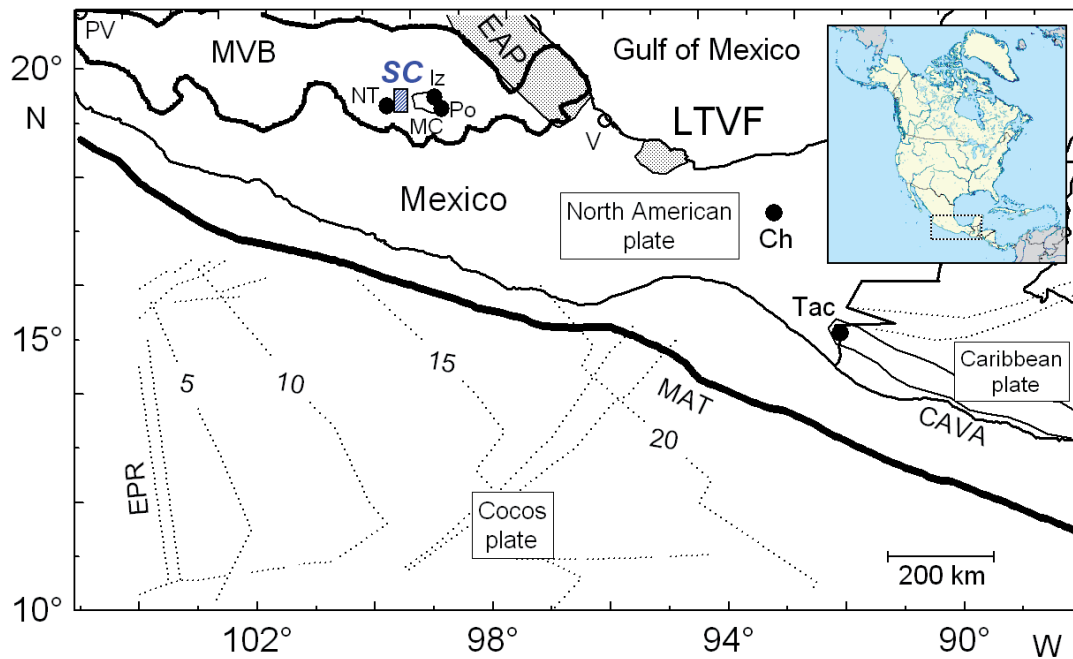 PV
MVB
EAP
Gulf of Mexico
20°
SC
Iz
NT
Po
N
MC
V
LTVF
Mexico
North American
plate
Ch
Tac
15°
15
Caribbean
plate
5
10
MAT
CAVA
20
EPR
Cocos
plate
200 km
10°
102°
98°
94°
90°
W